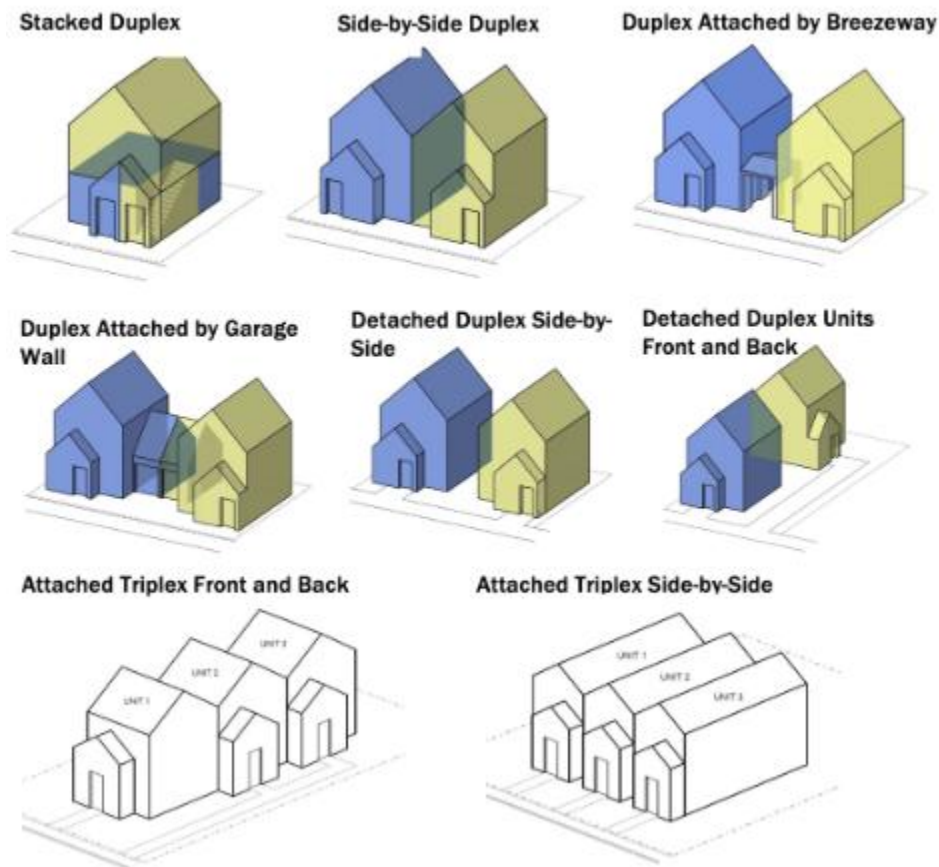 Stacked Duplex
Side-by-Side Duplex
Duplex Attached by Breezeway
Duplex Attached by Garage
Wall
Detached Duplex Side-by-
Side
Detached Duplex Units
Front and Back
Attached Triplex Front and Back
UNIT 1
UNIT 2
UNIT 3
Attached Triplex Side-by-Side
UNIT 1
UNIT 2
UNIT 3